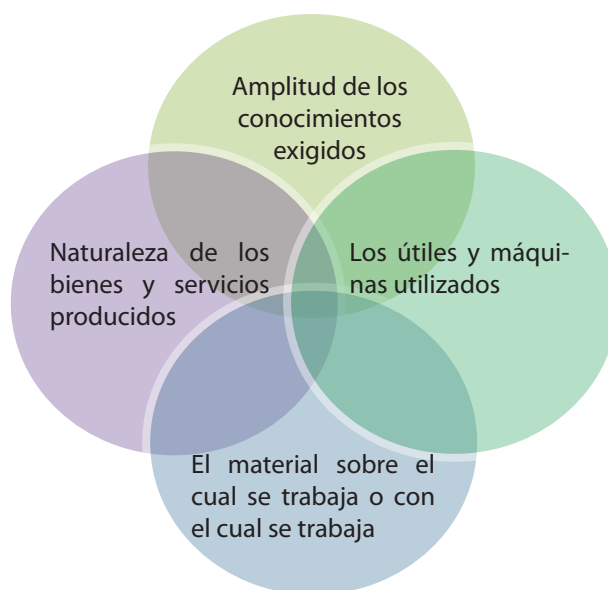 Amplitud de los
conocimientos
exigidos
Naturaleza de los
bienes y servicios
producidos
Los útiles y máqui-
nas utilizados
El material sobre el
cual se trabaja o con
el cual se trabaja